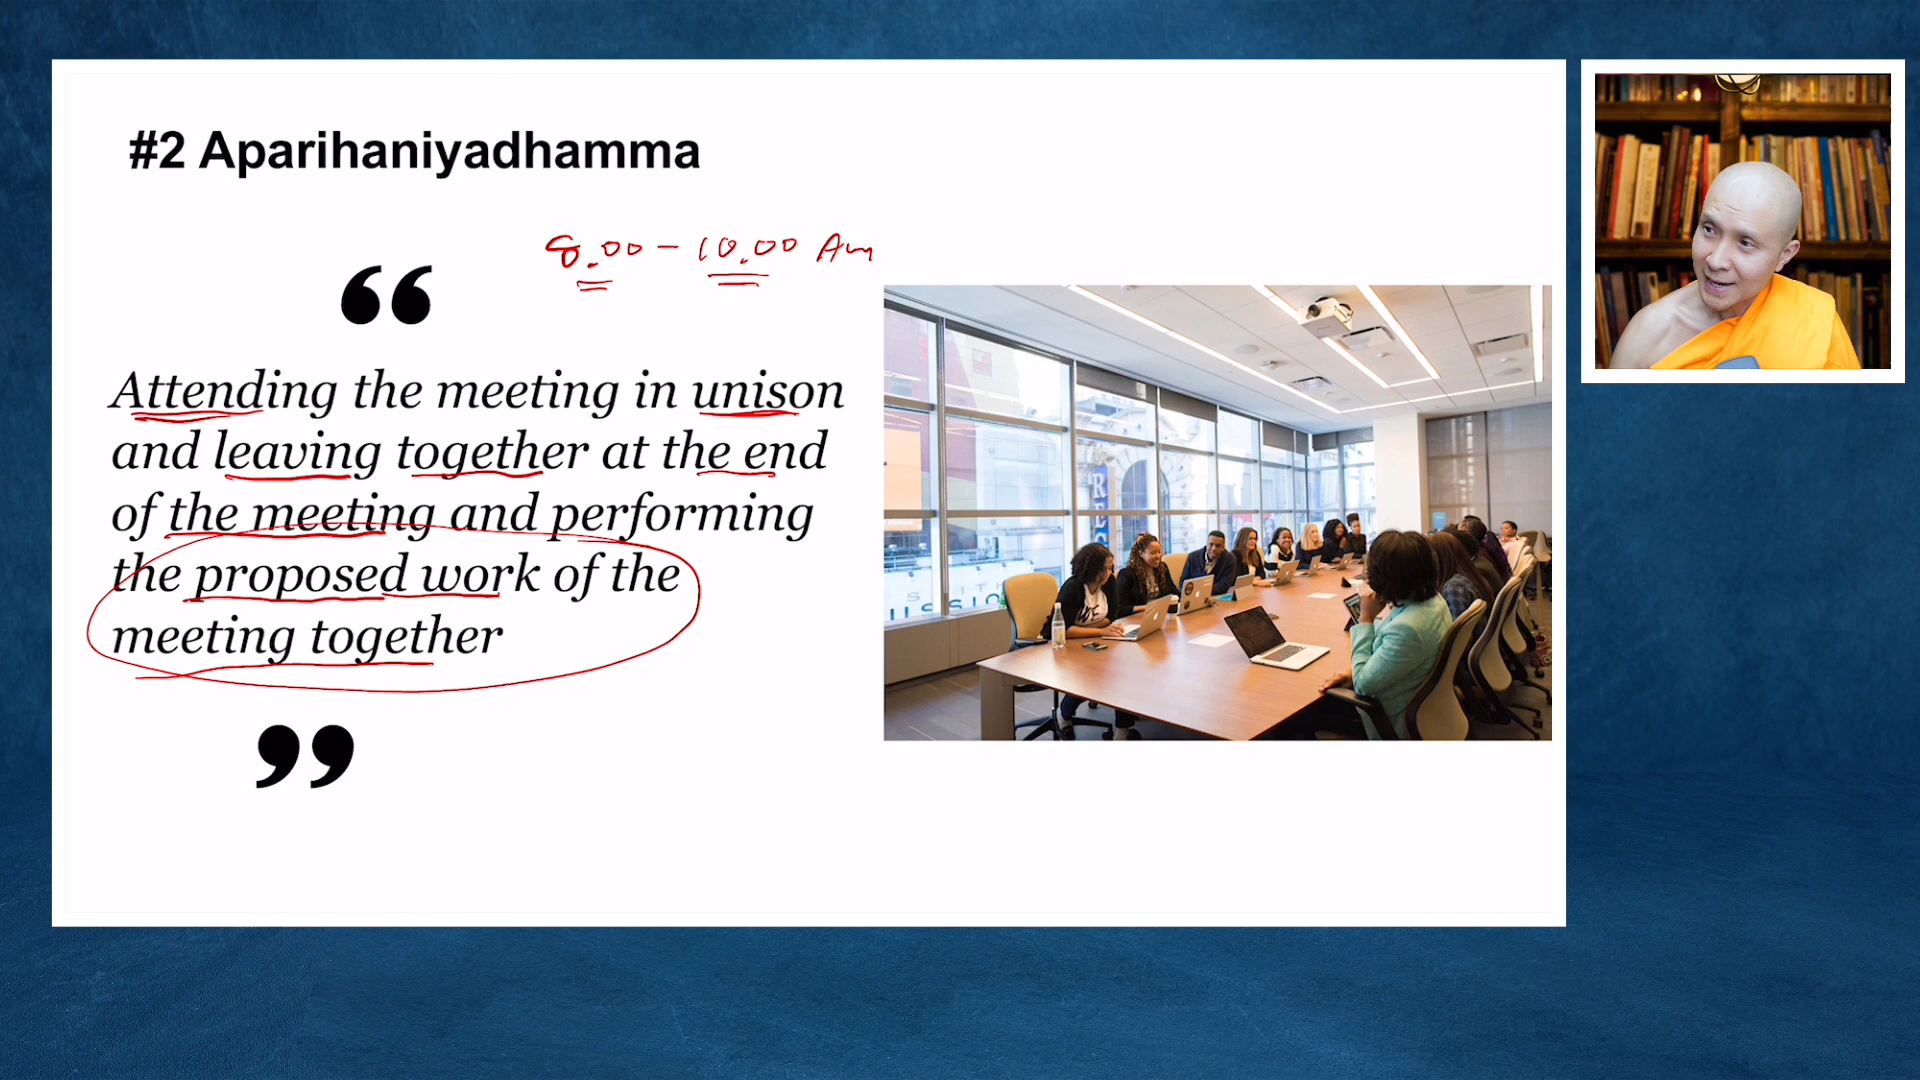 #2 Aparihaniyadhamma
8.00 – 10.00 Am
“
Attending the meeting in unison
and leaving together at the end
of the meeting and performing
the proposed work of the
meeting together
”